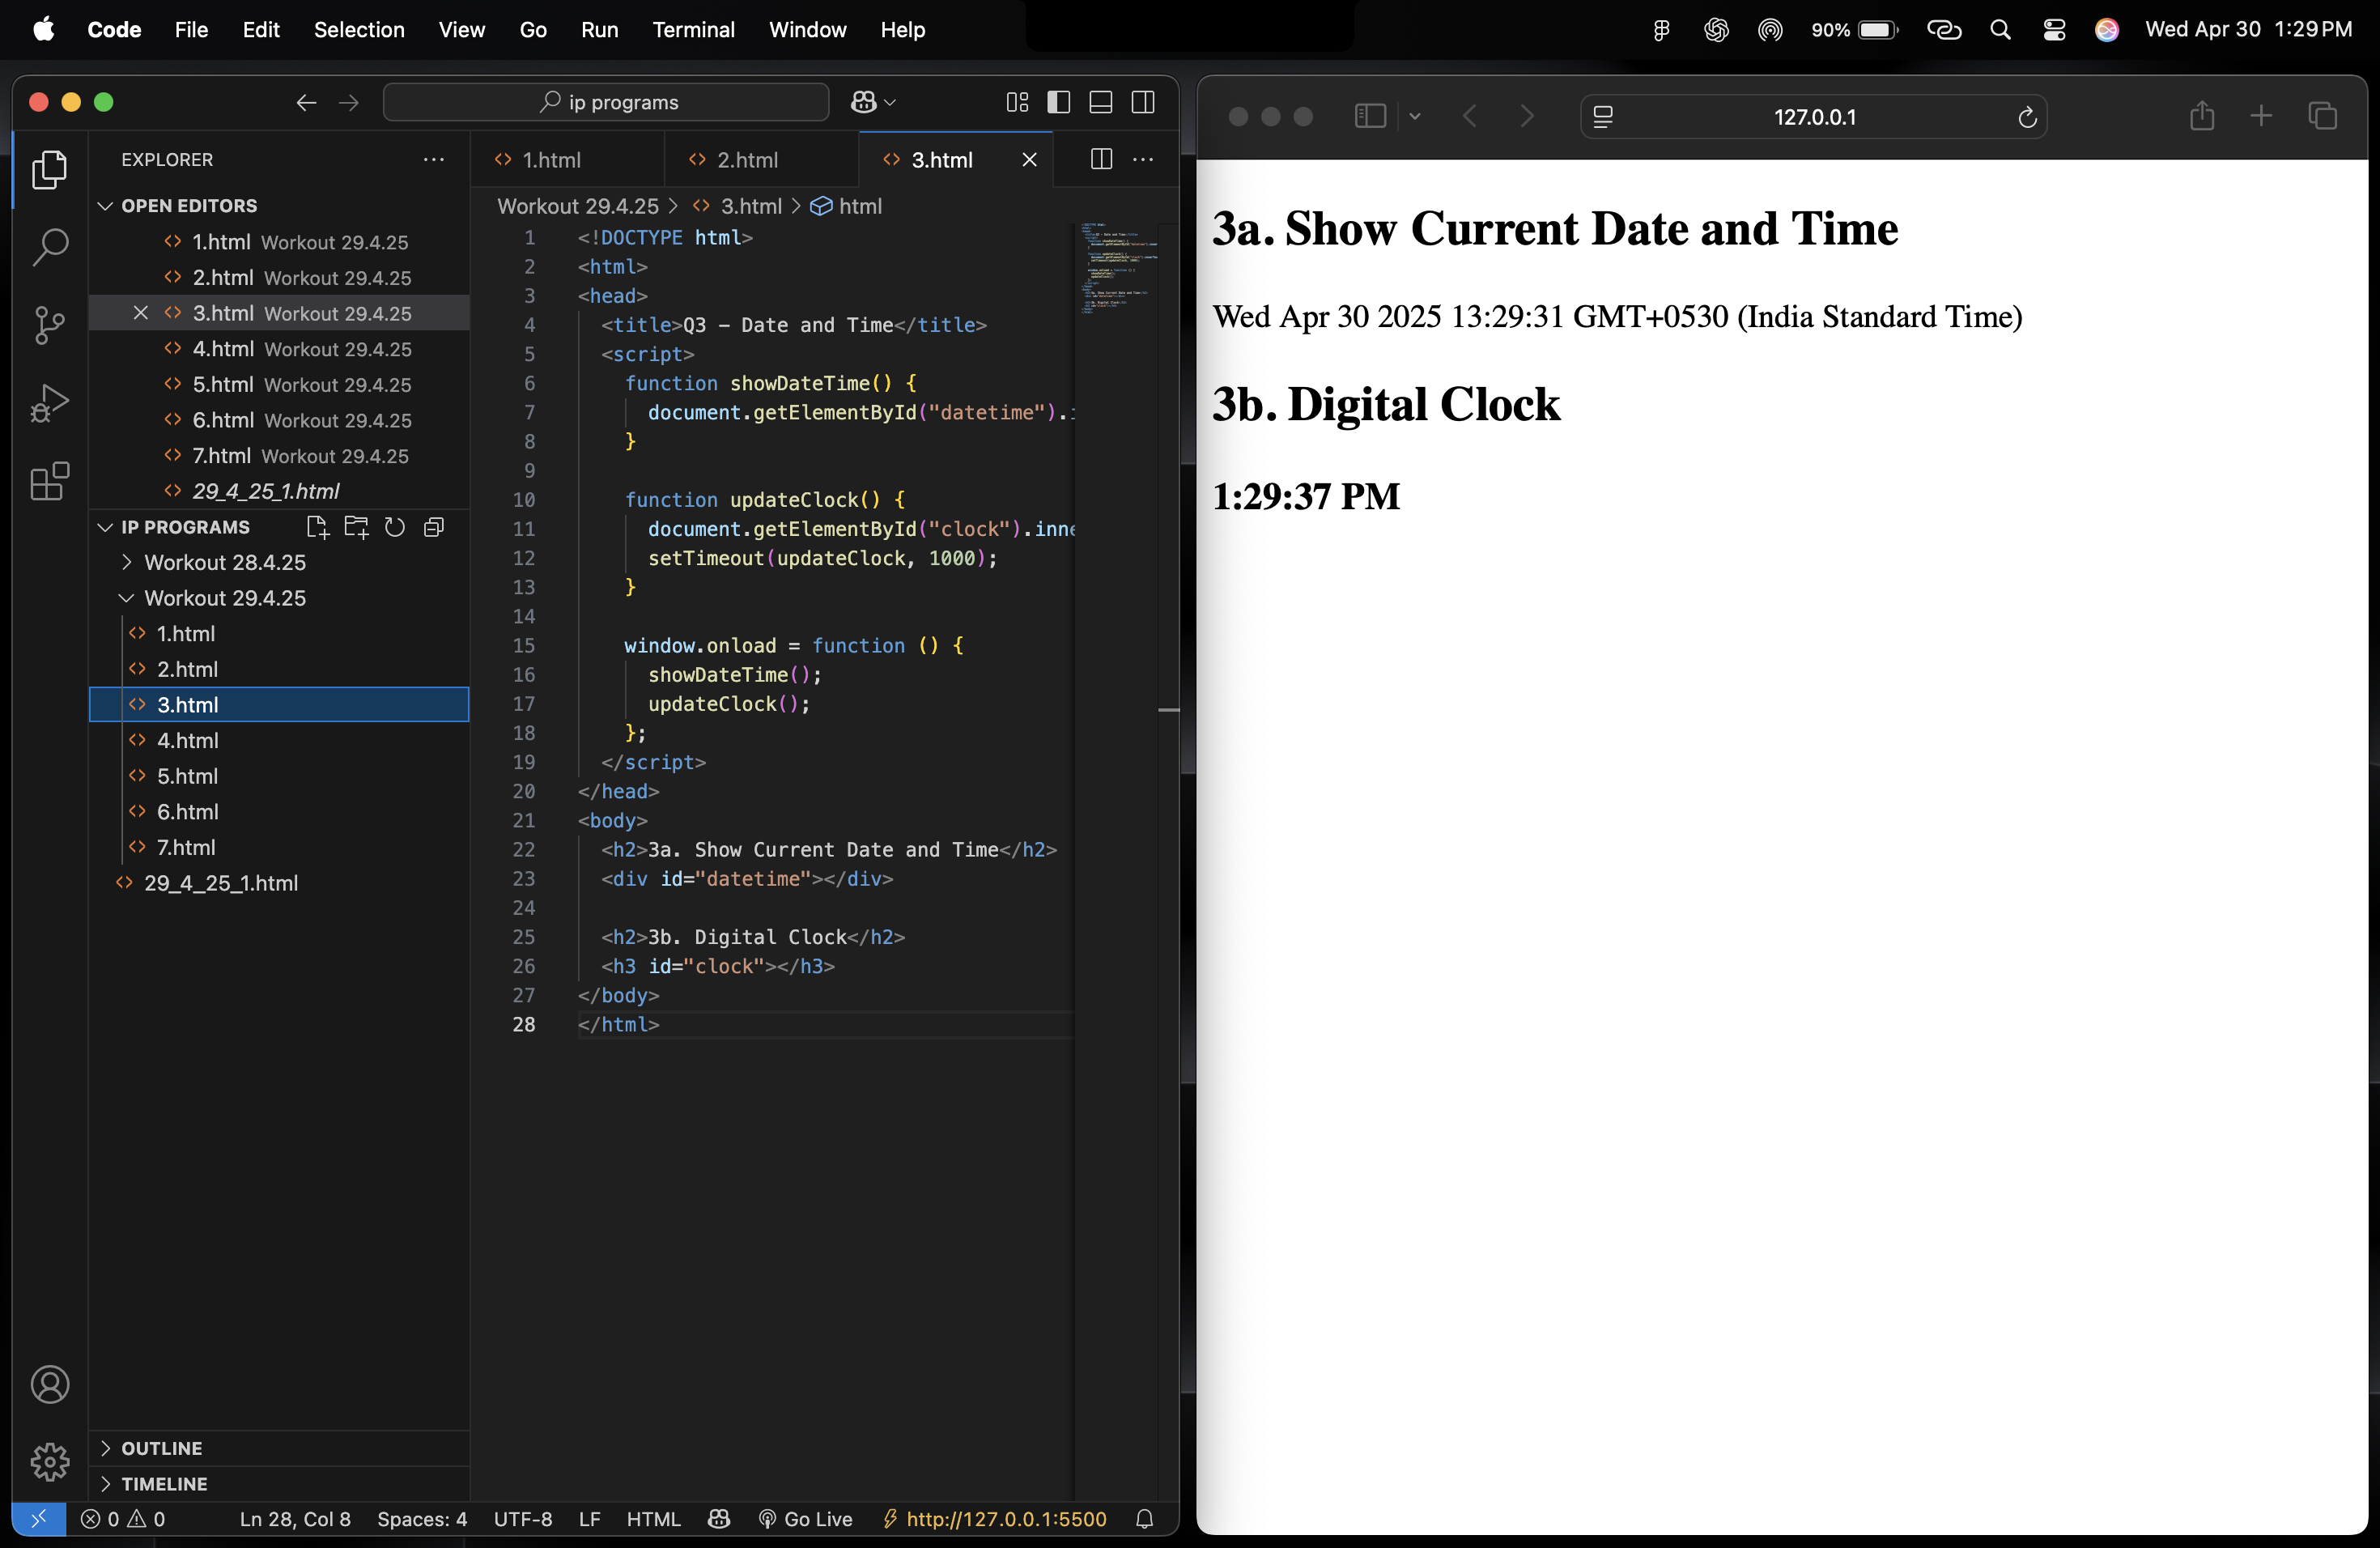 Code File Edit Selection View Go Run Terminal Window Help
90% Wed Apr 30 1:29 PM
ip programs
EXPLORER
OPEN EDITORS
1.html Workout 29.4.25
2.html Workout 29.4.25
3.html Workout 29.4.25
4.html Workout 29.4.25
5.html Workout 29.4.25
6.html Workout 29.4.25
7.html Workout 29.4.25
29_4_25_1.html
IP PROGRAMS
Workout 28.4.25
Workout 29.4.25
1.html
2.html
3.html
4.html
5.html
6.html
7.html
29_4_25_1.html
OUTLINE
TIMELINE
1.html 2.html 3.html
Workout 29.4.25 > 3.html > html
1 <!DOCTYPE html>
2 <html>
3 <head>
4 <title>Q3 – Date and Time</title>
5 <script>
6 function showDateTime() {
7 document.getElementById("datetime").
8 }
9
10 function updateClock() {
11 document.getElementById("clock").inne
12 setTimeout(updateClock, 1000);
13 }
14
15 window.onload = function () {
16 showDateTime();
17 updateClock();
18 };
19 </script>
20 </head>
21 <body>
22 <h2>3a. Show Current Date and Time</h2>
23 <div id="datetime"></div>
24
25 <h2>3b. Digital Clock</h2>
26 <h3 id="clock"></h3>
27 </body>
28 </html>
0 0 Ln 28, Col 8 Spaces: 4 UTF-8 LF HTML Go Live http://127.0.0.1:5500
127.0.0.1
3a. Show Current Date and Time
Wed Apr 30 2025 13:29:31 GMT+0530 (India Standard Time)
3b. Digital Clock
1:29:37 PM